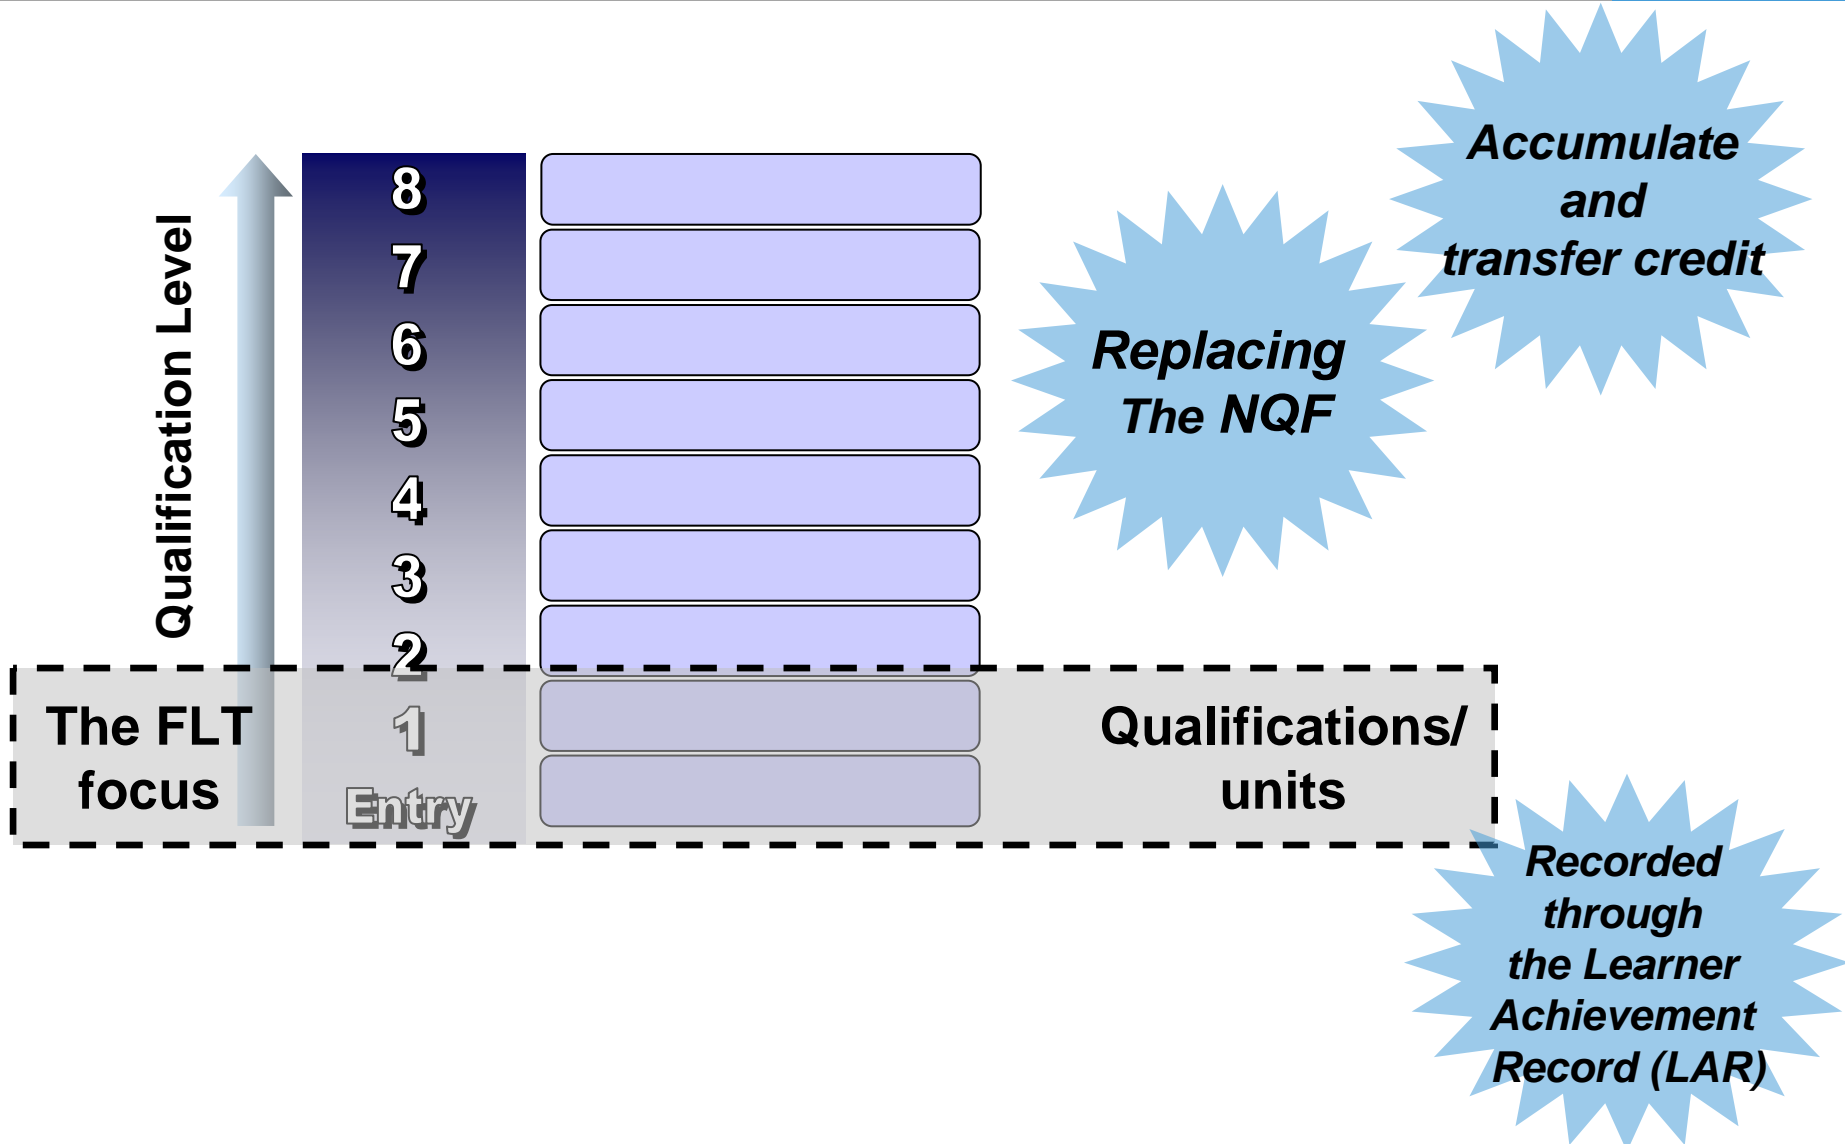 Accumulate
and
transfer credit
Replacing
The NQF
Qualification Level
8
7
6
5
4
3
2
1
Entry
The FLT
focus
Qualifications/
units
Recorded
through
the Learner
Achievement
Record (LAR)